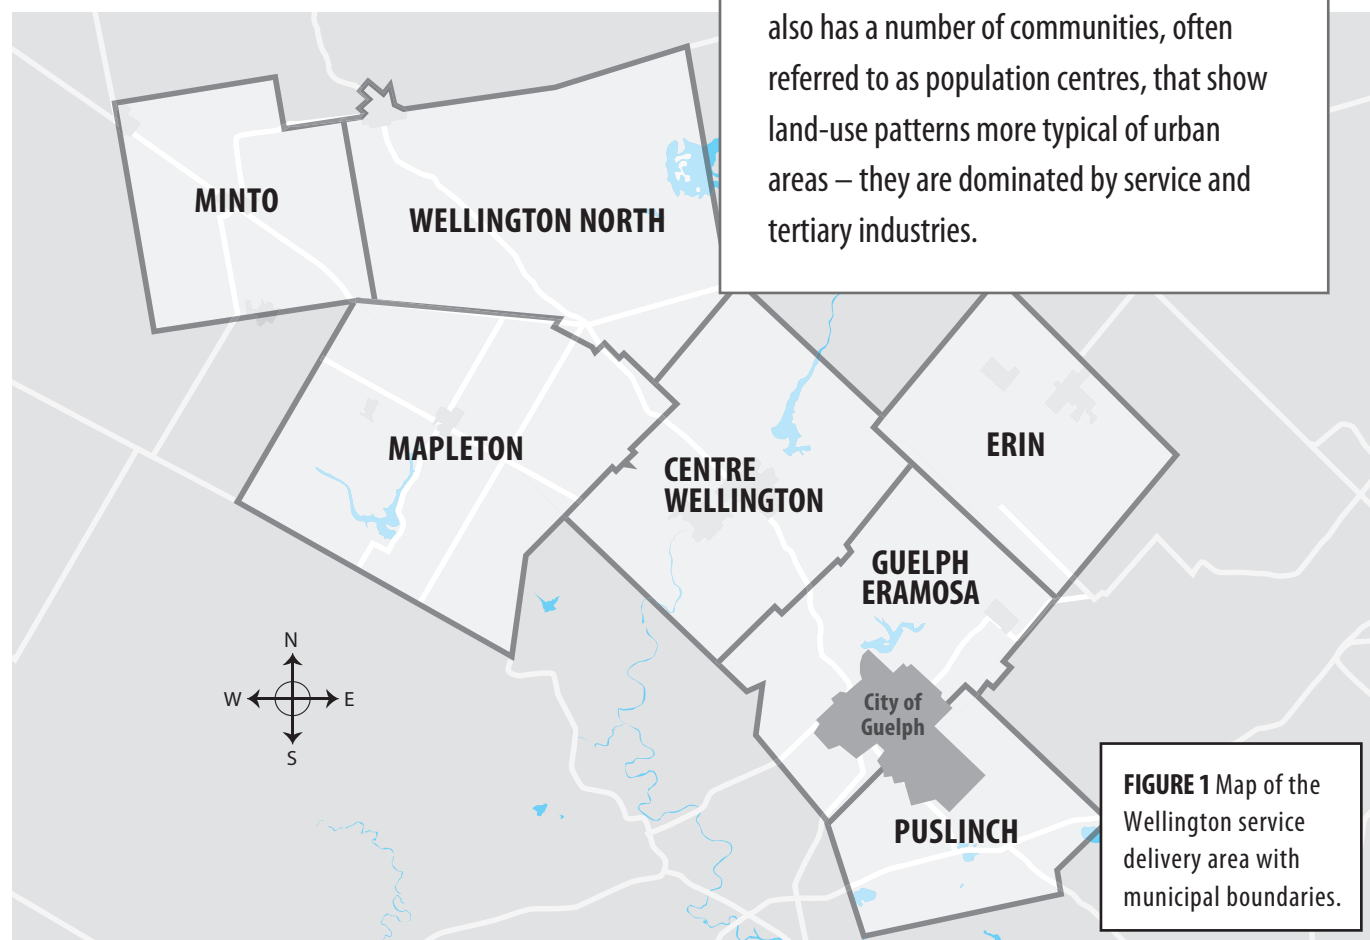 also has a number of communities, often
referred to as population centres, that show
land-use patterns more typical of urban
areas – they are dominated by service and
tertiary industries.
MINTO
WELLINGTON NORTH
MAPLETON
CENTRE
WELLINGTON
ERIN
GUELPH
ERAMOSA
N
W
E
S
City of
Guelph
PUSLINCH
FIGURE 1 Map of the
Wellington service
delivery area with
municipal boundaries.